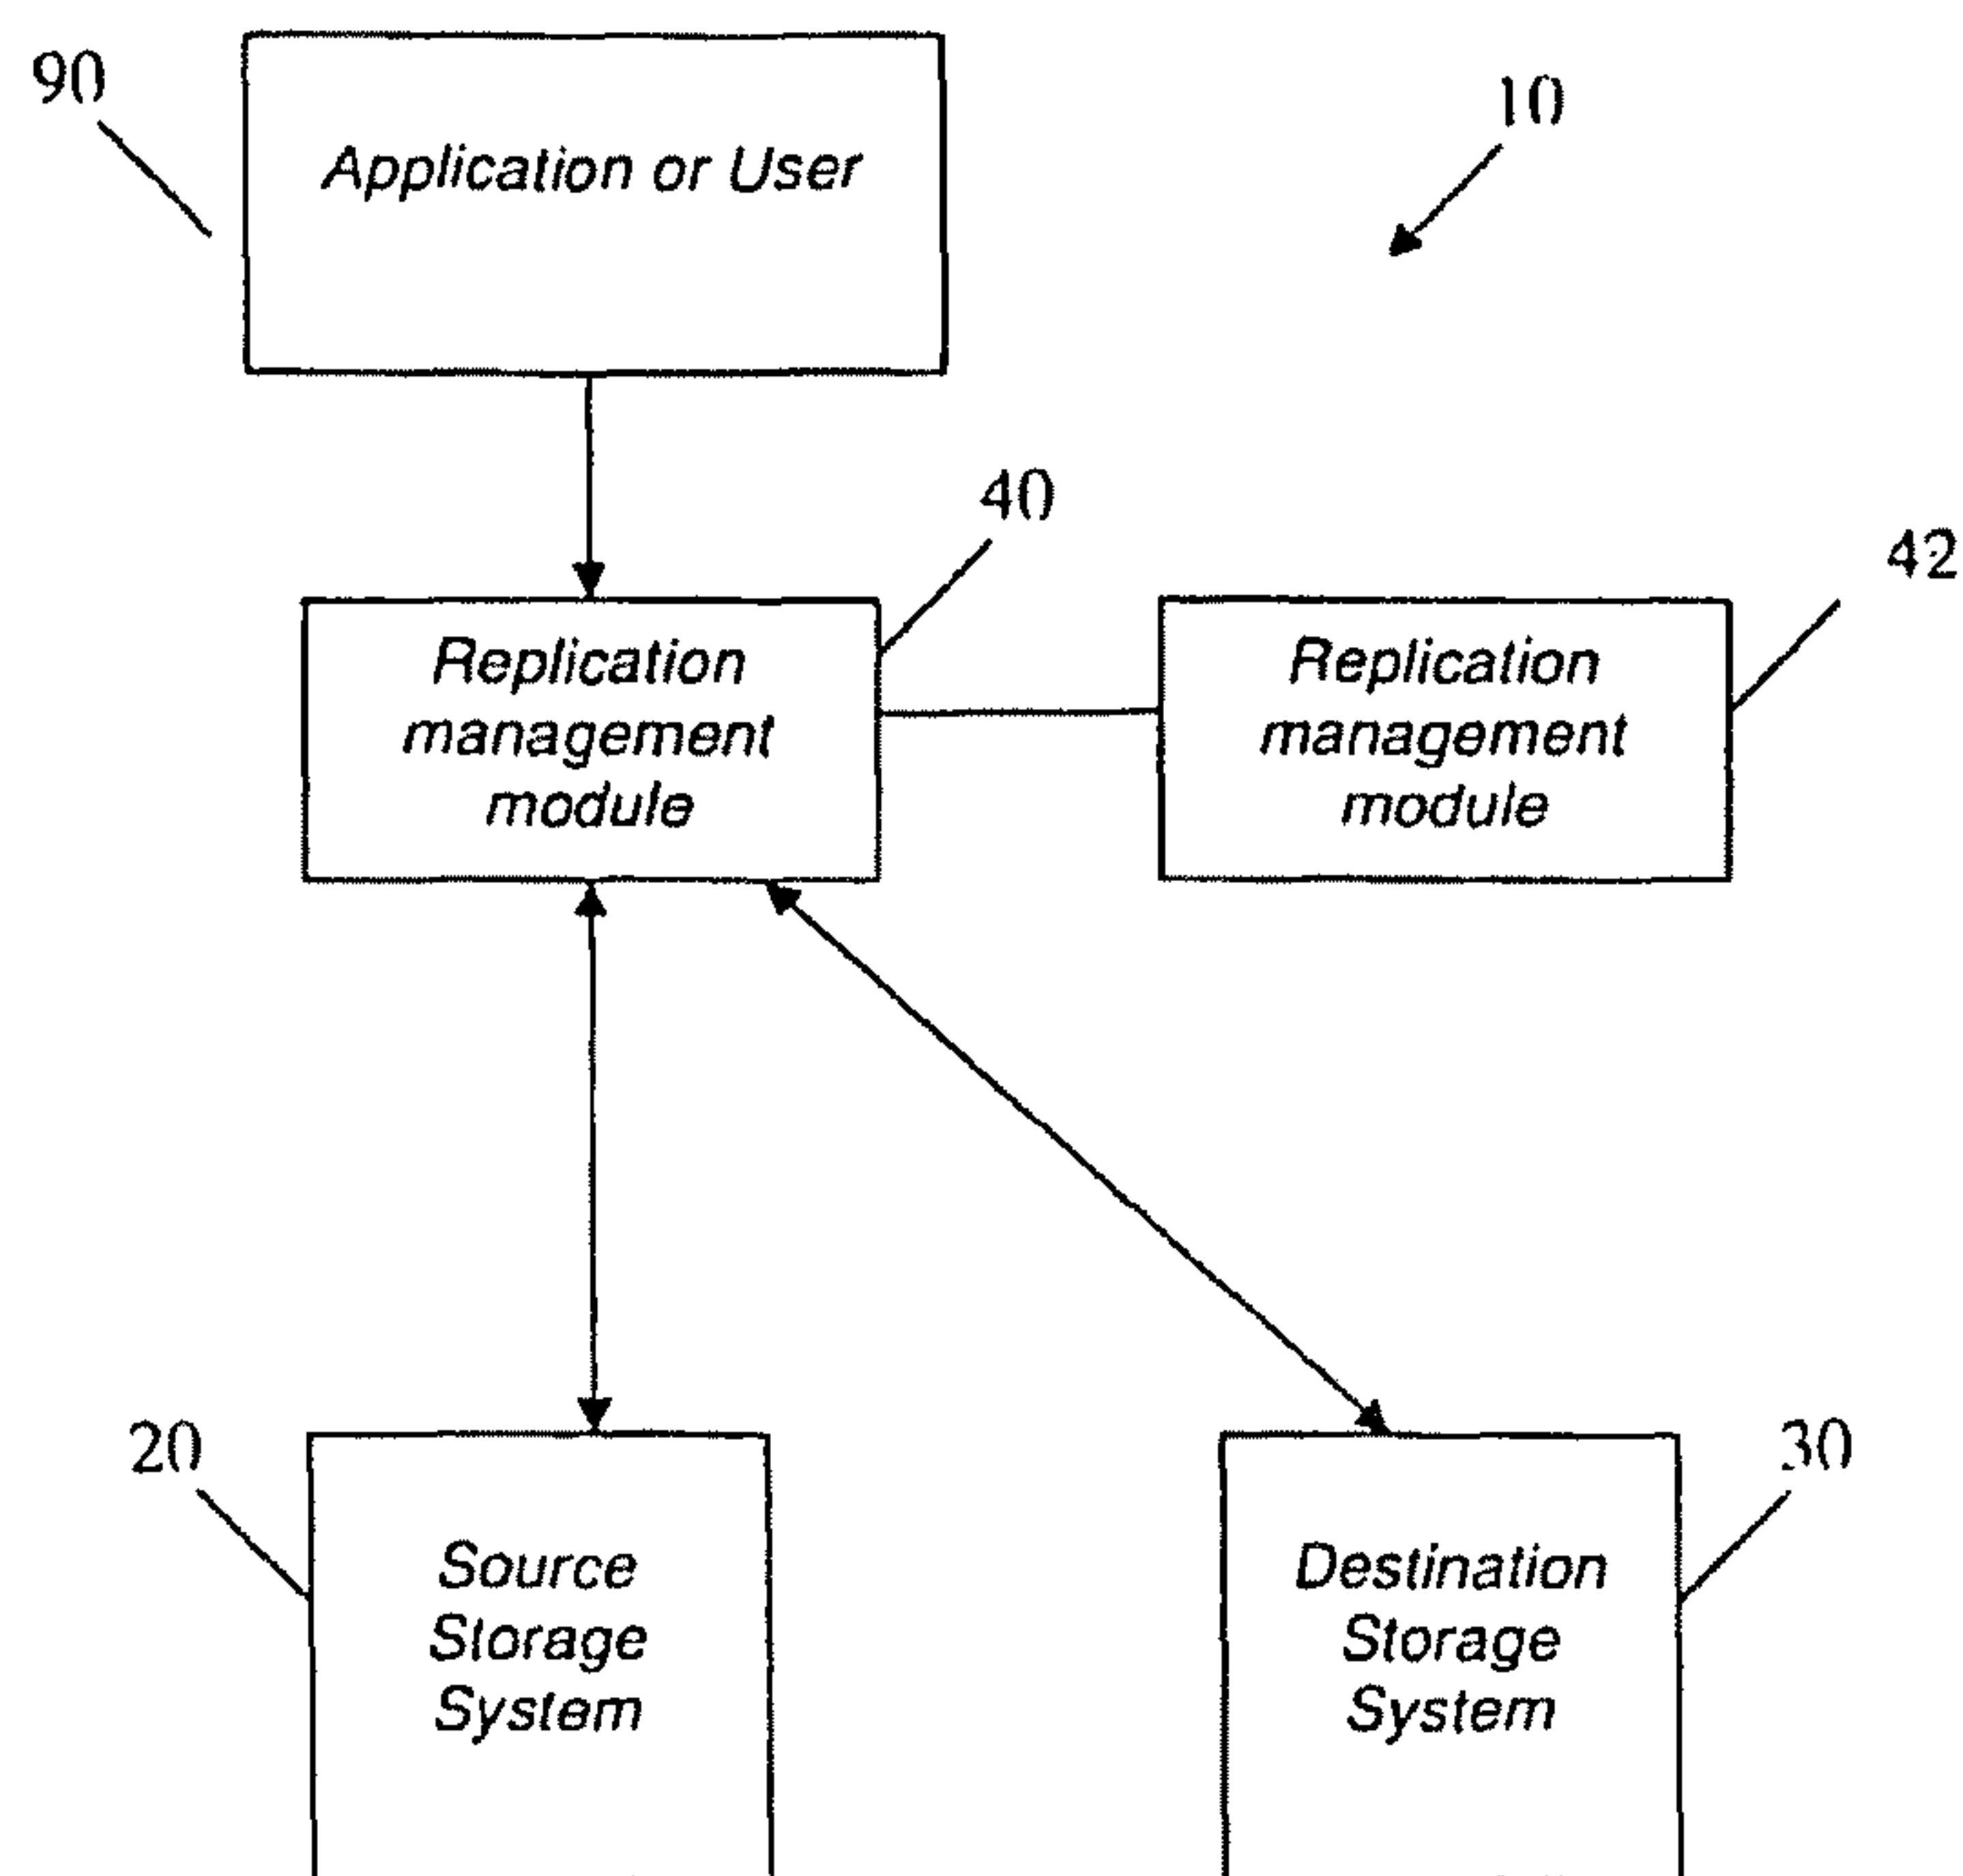 90
Application or User
10
40
42
Replication
management
module
Replication
management
module
20
30
Source
Storage
System
Destination
Storage
System